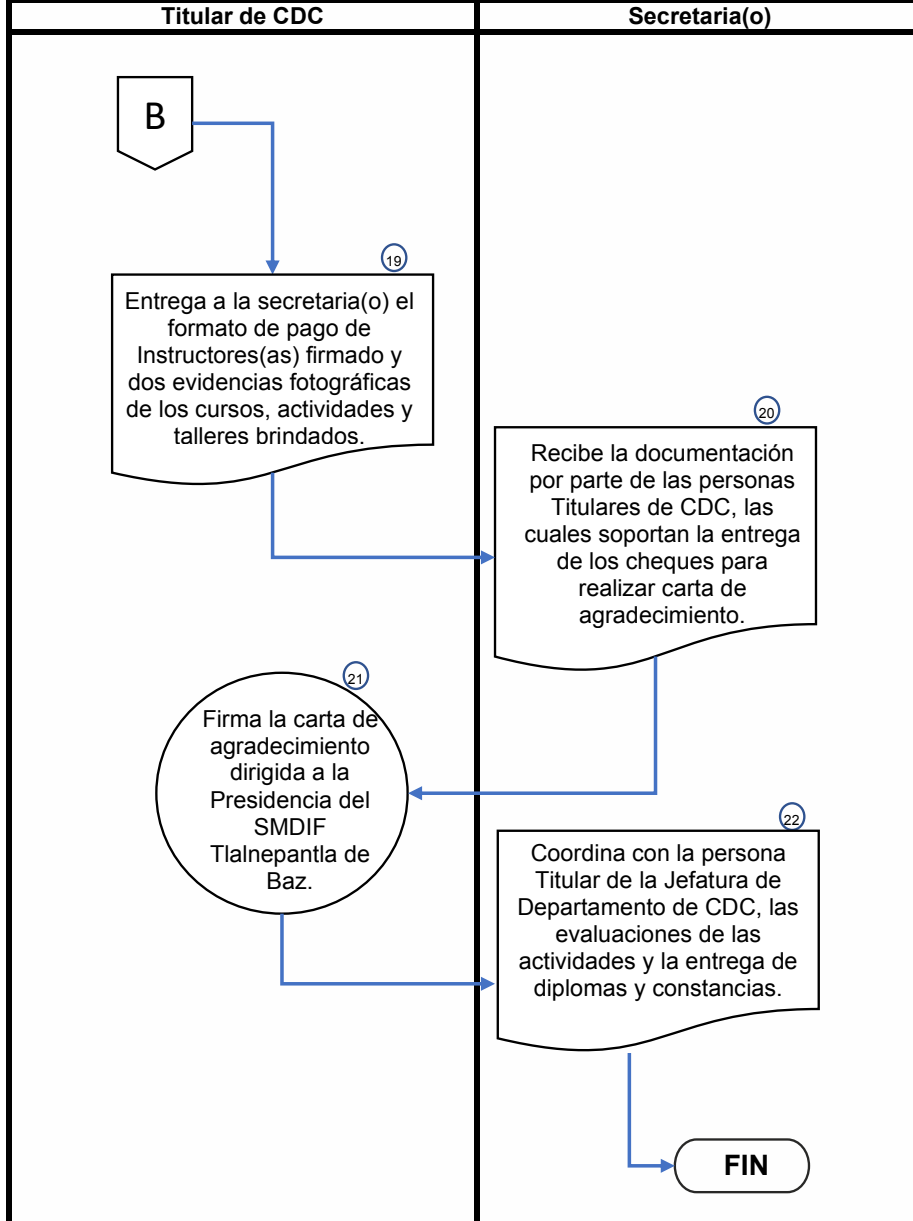 Titular de CDC
Secretaria(o)
B
19
Entrega a la secretaria(o) el
formato de pago de
Instructores(as) firmado y
dos evidencias fotográficas
de los cursos, actividades y
talleres brindados.
20
Recibe la documentación
por parte de las personas
Titulares de CDC, las
cuales soportan la entrega
de los cheques para
realizar carta de
agradecimiento.
21
Firma la carta de
agradecimiento
dirigida a la
Presidencia del
SMDIF
Tlalnepantla de
Baz.
22
Coordina con la persona
Titular de la Jefatura de
Departamento de CDC, las
evaluaciones de las
actividades y la entrega de
diplomas y constancias.
FIN